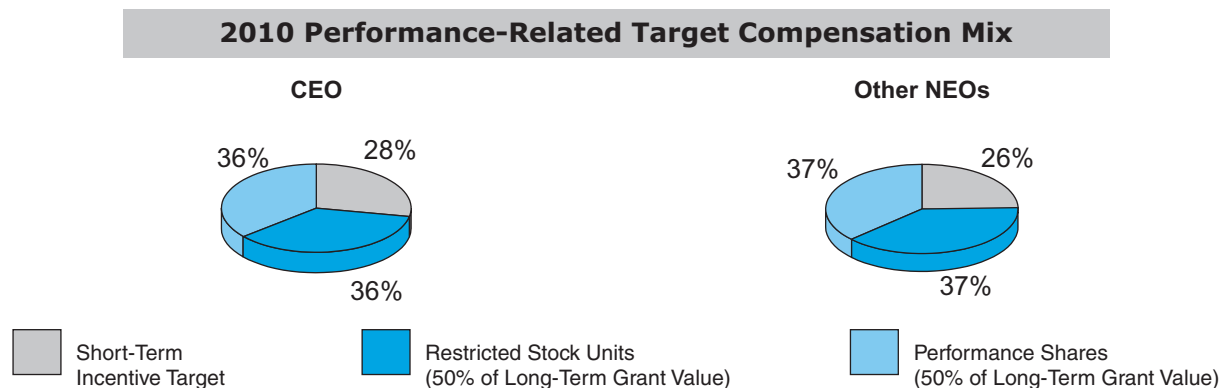 2010 Performance-Related Target Compensation Mix
CEO
36%
28%
36%
Other NEOs
37%
26%
37%
Short-Term
Incentive Target
Restricted Stock Units
(50% of Long-Term Grant Value)
Performance Shares
(50% of Long-Term Grant Value)